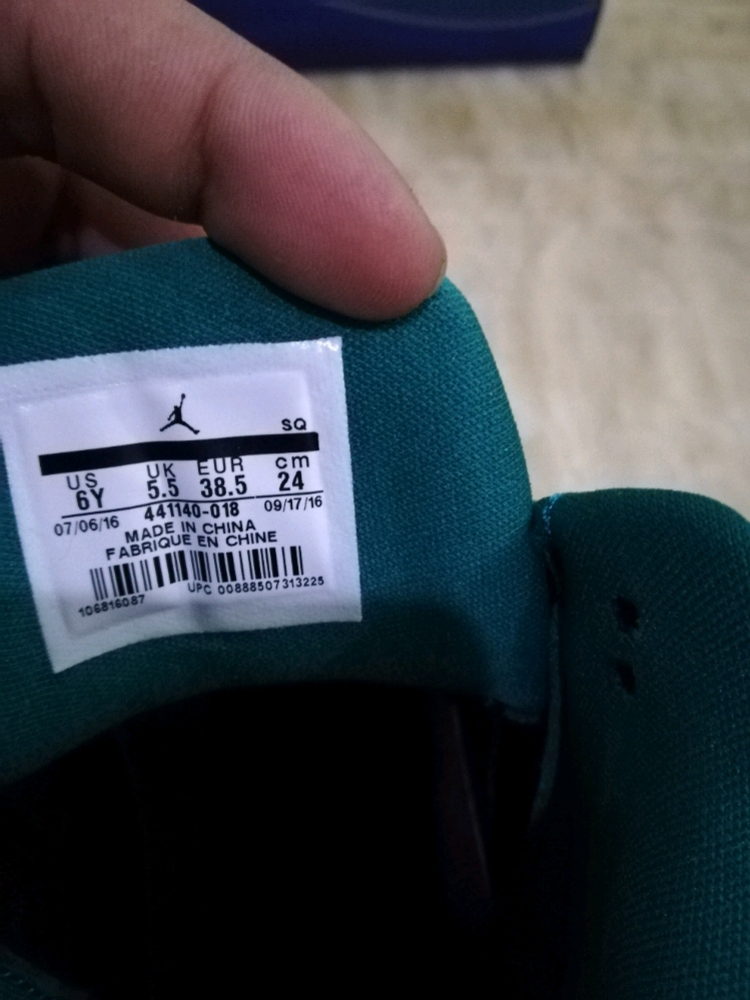 SQ
US UK EUR cm
6Y 5.5 38.5 24
07/06/16 441140-018 09/17/16
MADE IN CHINA
FABRIQUE EN CHINE
106816087 UPC 00888507313225